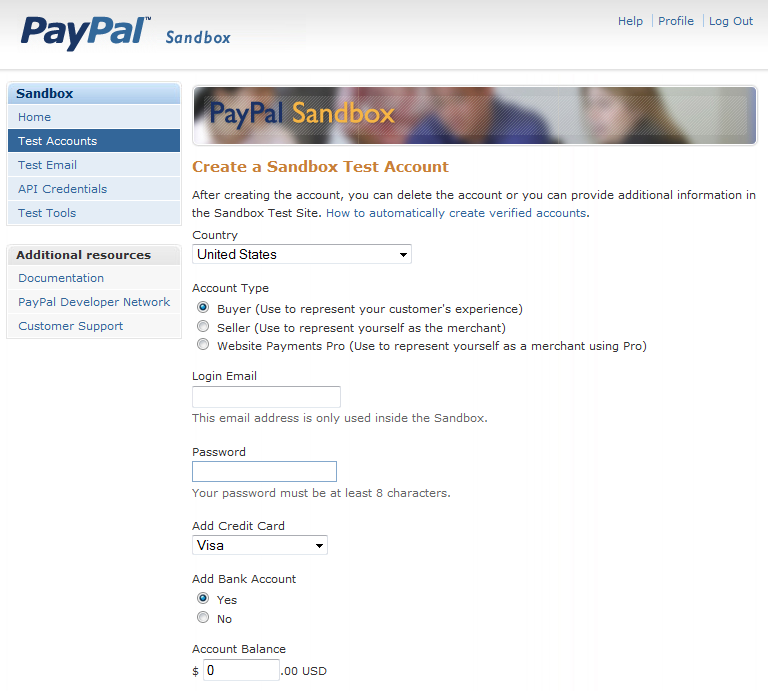 PayPal™ Sandbox
Help Profile Log Out
Sandbox
Home
Test Accounts
Test Email
API Credentials
Test Tools
Additional resources
Documentation
PayPal Developer Network
Customer Support
PayPal Sandbox
Create a Sandbox Test Account
After creating the account, you can delete the account or you can provide additional information in
the Sandbox Test Site. How to automatically create verified accounts.
Country
United States
Account Type
Buyer (Use to represent your customer's experience)
Seller (Use to represent yourself as the merchant)
Website Payments Pro (Use to represent yourself as a merchant using Pro)
Login Email
This email address is only used inside the Sandbox.
Password
Your password must be at least 8 characters.
Add Credit Card
Visa
Add Bank Account
Yes
No
Account Balance
$ 0 .00 USD